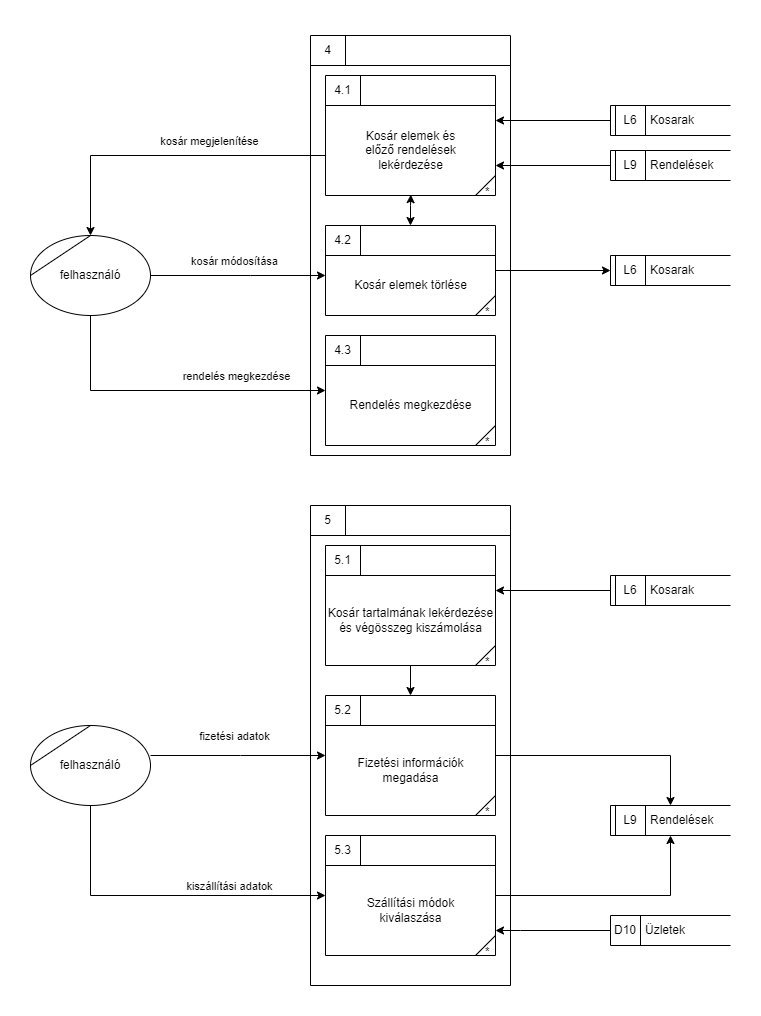 4
4.1
Kosár elemek és
előző rendelések
lekérdezése
*
L6 Kosarak
L9 Rendelések
kosár megjelenítése
felhasználó
kosár módosítása
4.2
Kosár elemek törlése
*
L6 Kosarak
rendelés megkezdése
4.3
Rendelés megkezdése
*
5
5.1
Kosár tartalmának lekérdezése
és végösszeg kiszámolása
*
L6 Kosarak
felhasználó
fizetési adatok
5.2
Fizetési információk
megadása
*
L9 Rendelések
kiszállítási adatok
5.3
Szállítási módok
kiválaszása
*
D10 Üzletek